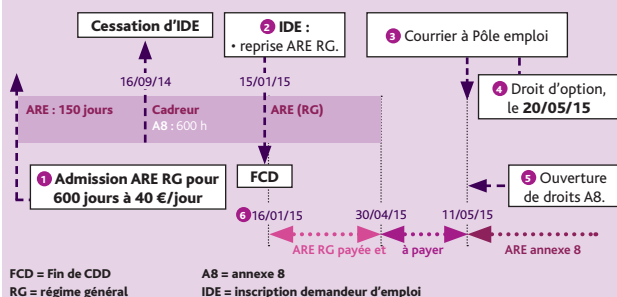 Cessation d'IDE
2 IDE :
• reprise ARE RG.
3 Courrier à Pôle emploi
16/09/14
15/01/15
4 Droit d'option,
le 20/05/15
ARE : 150 jours
Cadreur
A8 : 600 h
ARE (RG)
1 Admission ARE RG pour
600 jours à 40 €/jour
FCD
5 Ouverture
de droits A8.
6 16/01/15
30/04/15
11/05/15
ARE RG payée et
à payer
ARE annexe 8
FCD = Fin de CDD
A8 = annexe 8
RG = régime général
IDE = inscription demandeur d'emploi